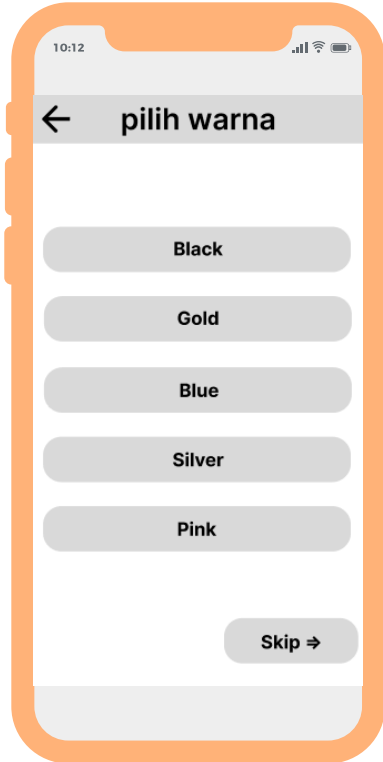 10:12
pilih warna
Black
Gold
Blue
Silver
Pink
Skip ⇒